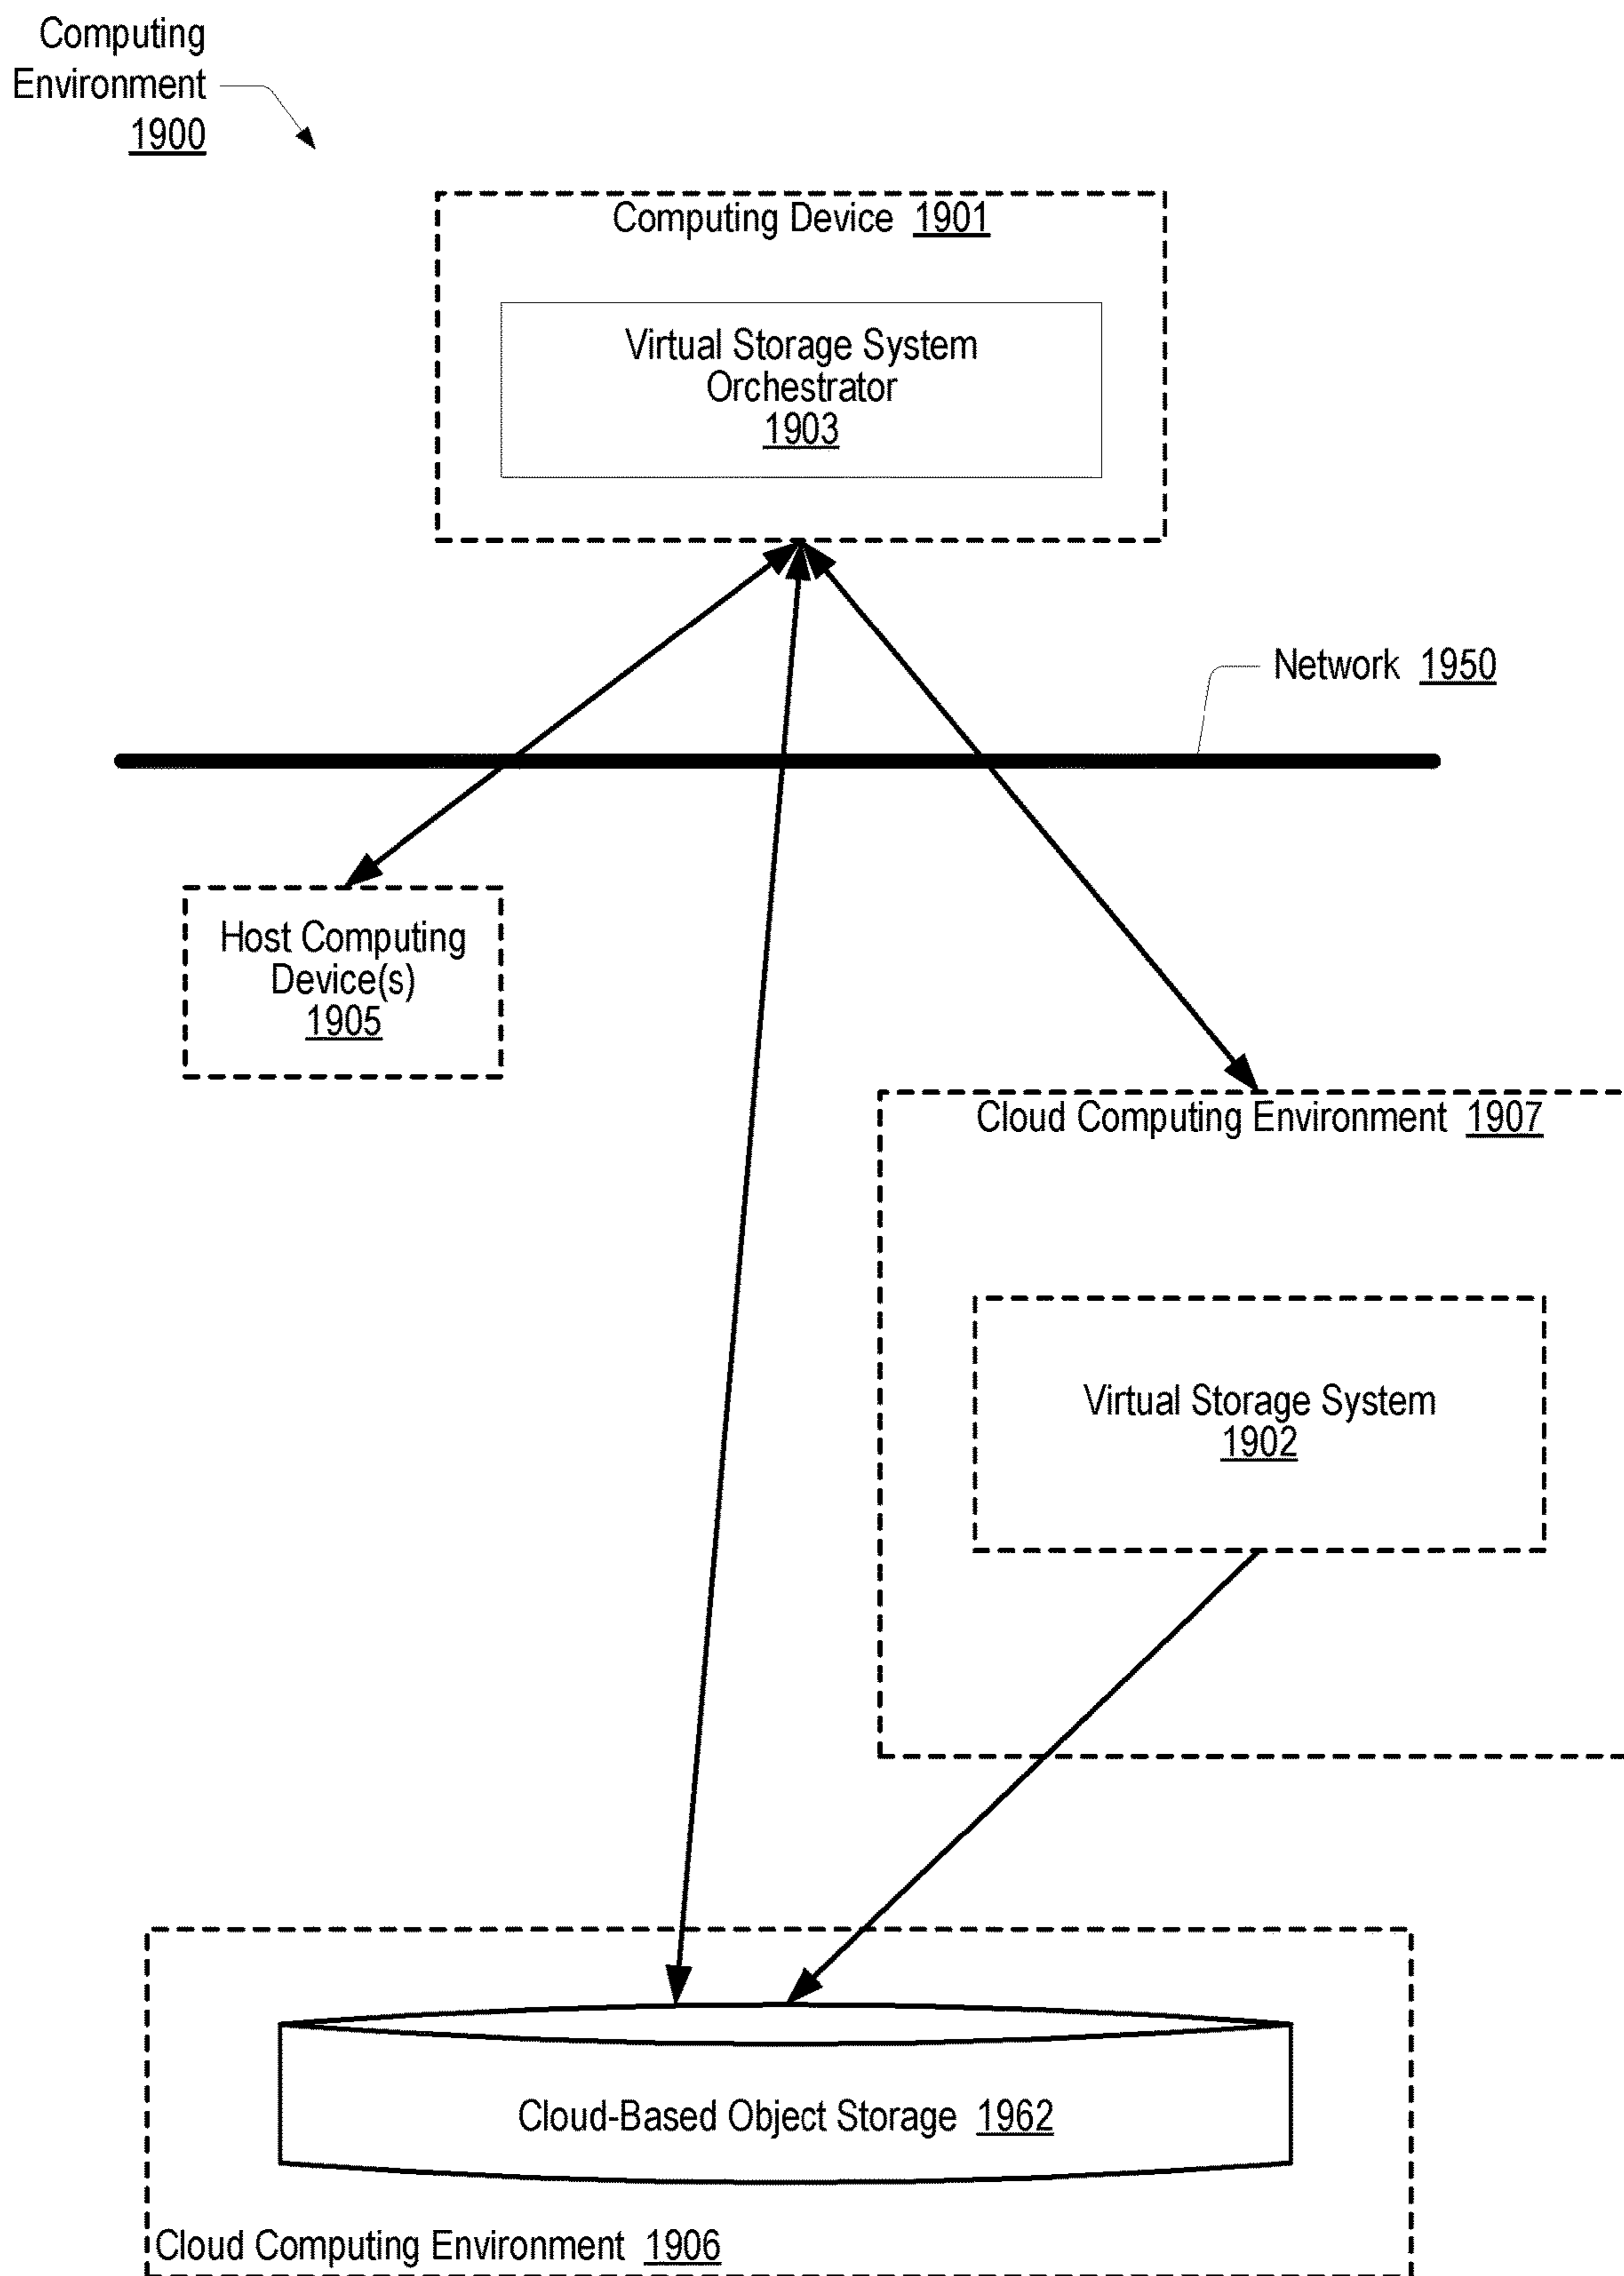 Computing
Environment
1900
Computing Device 1901
Virtual Storage System
Orchestrator
1903
Network 1950
Host Computing
Device(s)
1905
Cloud Computing Environment 1907
Virtual Storage System
1902
Cloud-Based Object Storage 1962
Cloud Computing Environment 1906